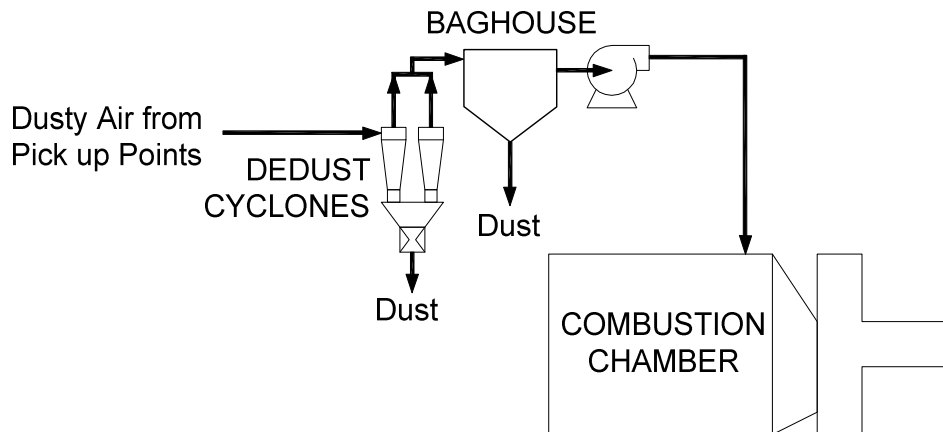 BAGHOUSE
Dusty Air from
Pick up Points
DEDUST
CYCLONES
Dust
Dust
COMBUSTION
CHAMBER